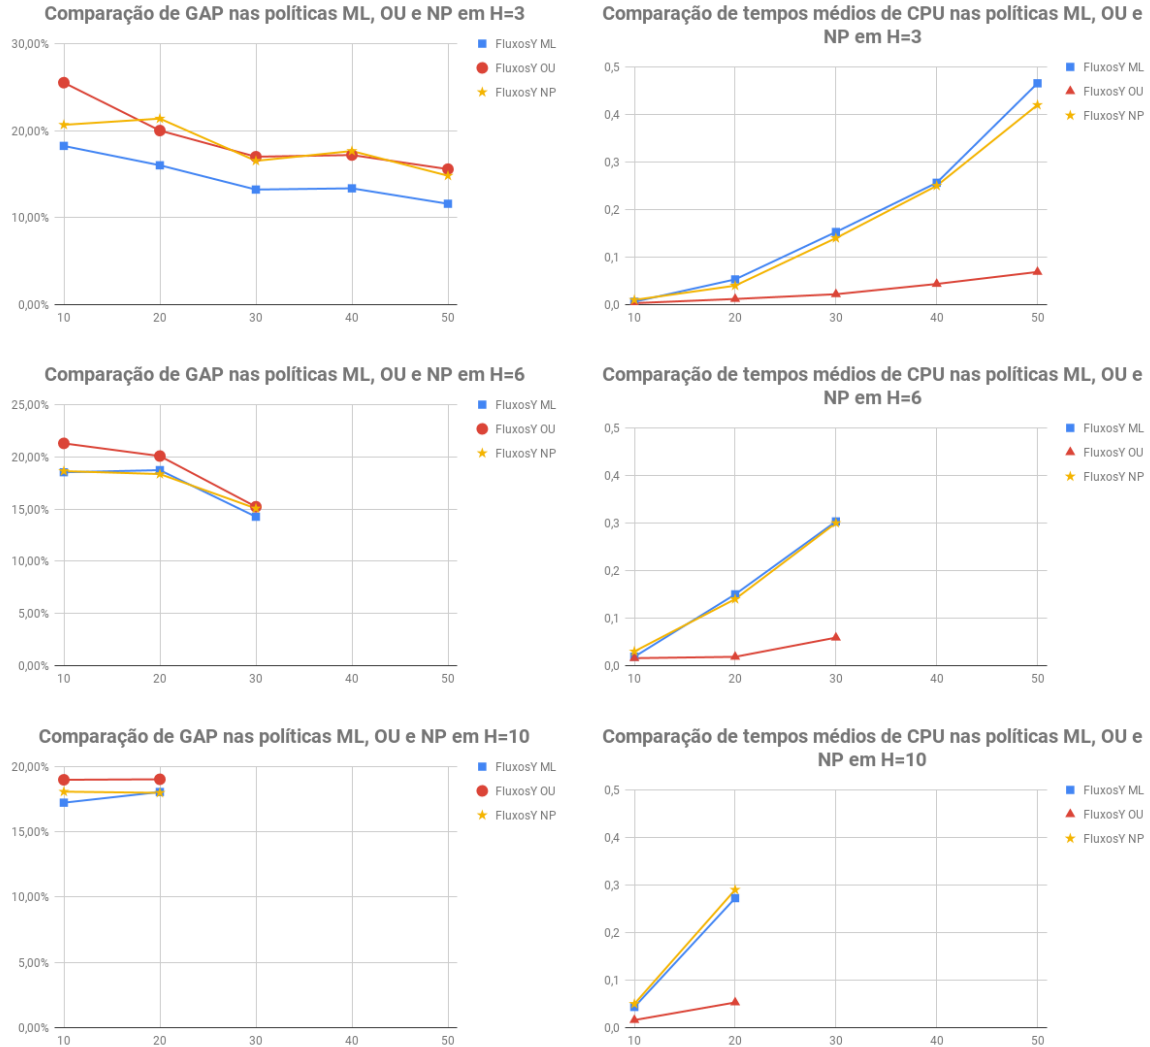 Comparação de GAP nas políticas ML, OU e NP em H=3
30,00%
20,00%
10,00%
0,00%
10 20 30 40 50
FluxosY ML
FluxosY OU
FluxosY NP
Comparação de tempos médios de CPU nas políticas ML, OU e
NP em H=3
0,5
0,4
0,3
0,2
0,1
0,0
10 20 30 40 50
FluxosY ML
FluxosY OU
FluxosY NP
Comparação de GAP nas políticas ML, OU e NP em H=6
25,00%
20,00%
15,00%
10,00%
5,00%
0,00%
10 20 30 40 50
FluxosY ML
FluxosY OU
FluxosY NP
Comparação de tempos médios de CPU nas políticas ML, OU e
NP em H=6
0,5
0,4
0,3
0,2
0,1
0,0
10 20 30 40 50
FluxosY ML
FluxosY OU
FluxosY NP
Comparação de GAP nas políticas ML, OU e NP em H=10
20,00%
15,00%
10,00%
5,00%
0,00%
10 20 30 40 50
FluxosY ML
FluxosY OU
FluxosY NP
Comparação de tempos médios de CPU nas políticas ML, OU e
NP em H=10
0,5
0,4
0,3
0,2
0,1
0,0
10 20 30 40 50
FluxosY ML
FluxosY OU
FluxosY NP